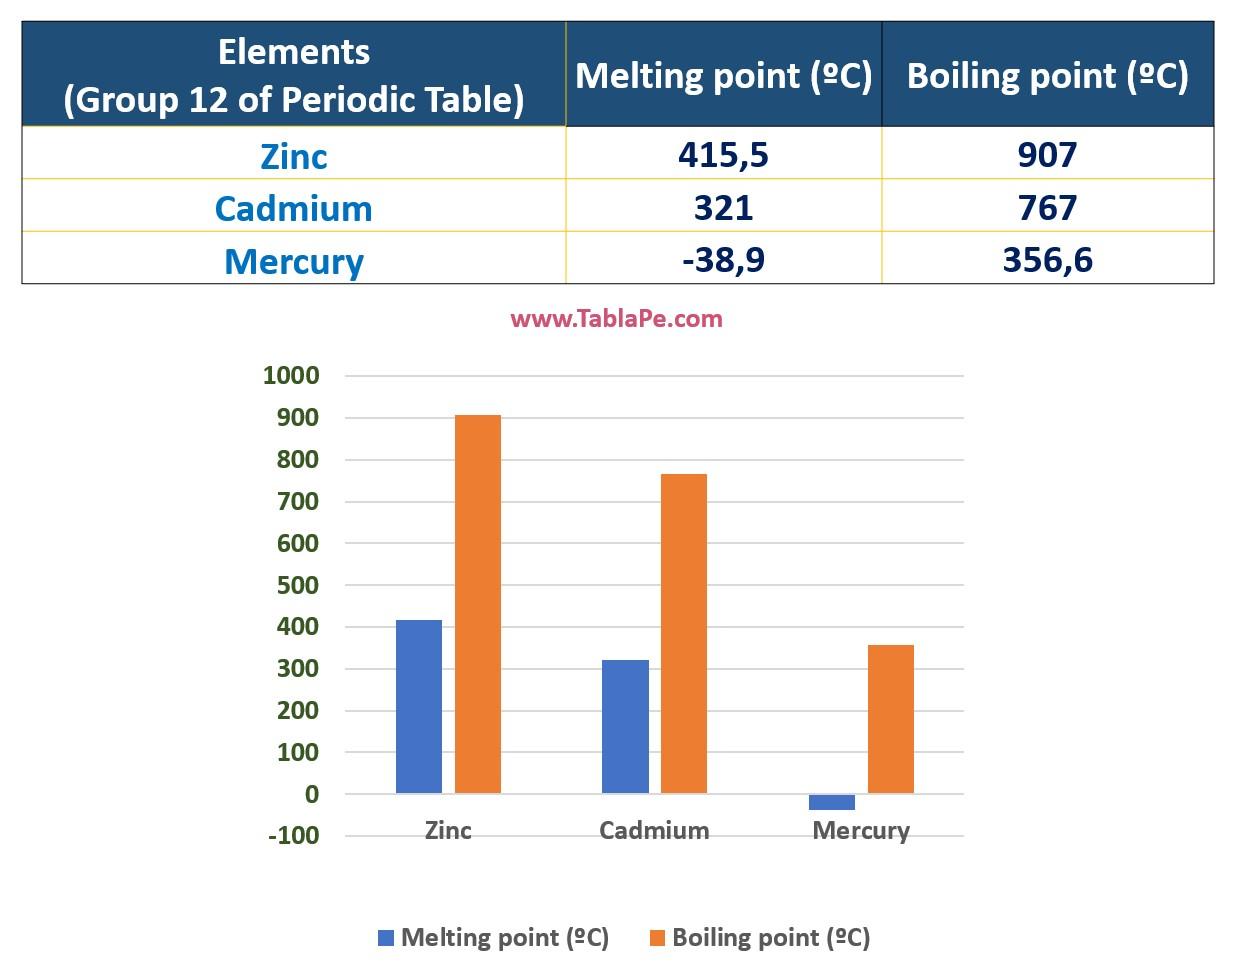 Elements
(Group 12 of Periodic Table)
Melting point (ºC)
Boiling point (ºC)
Zinc
415,5
907
Cadmium
321
767
Mercury
-38,9
356,6
www.TablaPe.com
1000
900
800
700
600
500
400
300
200
100
0
-100
Zinc
Cadmium
Mercury
Melting point (ºC)
Boiling point (ºC)